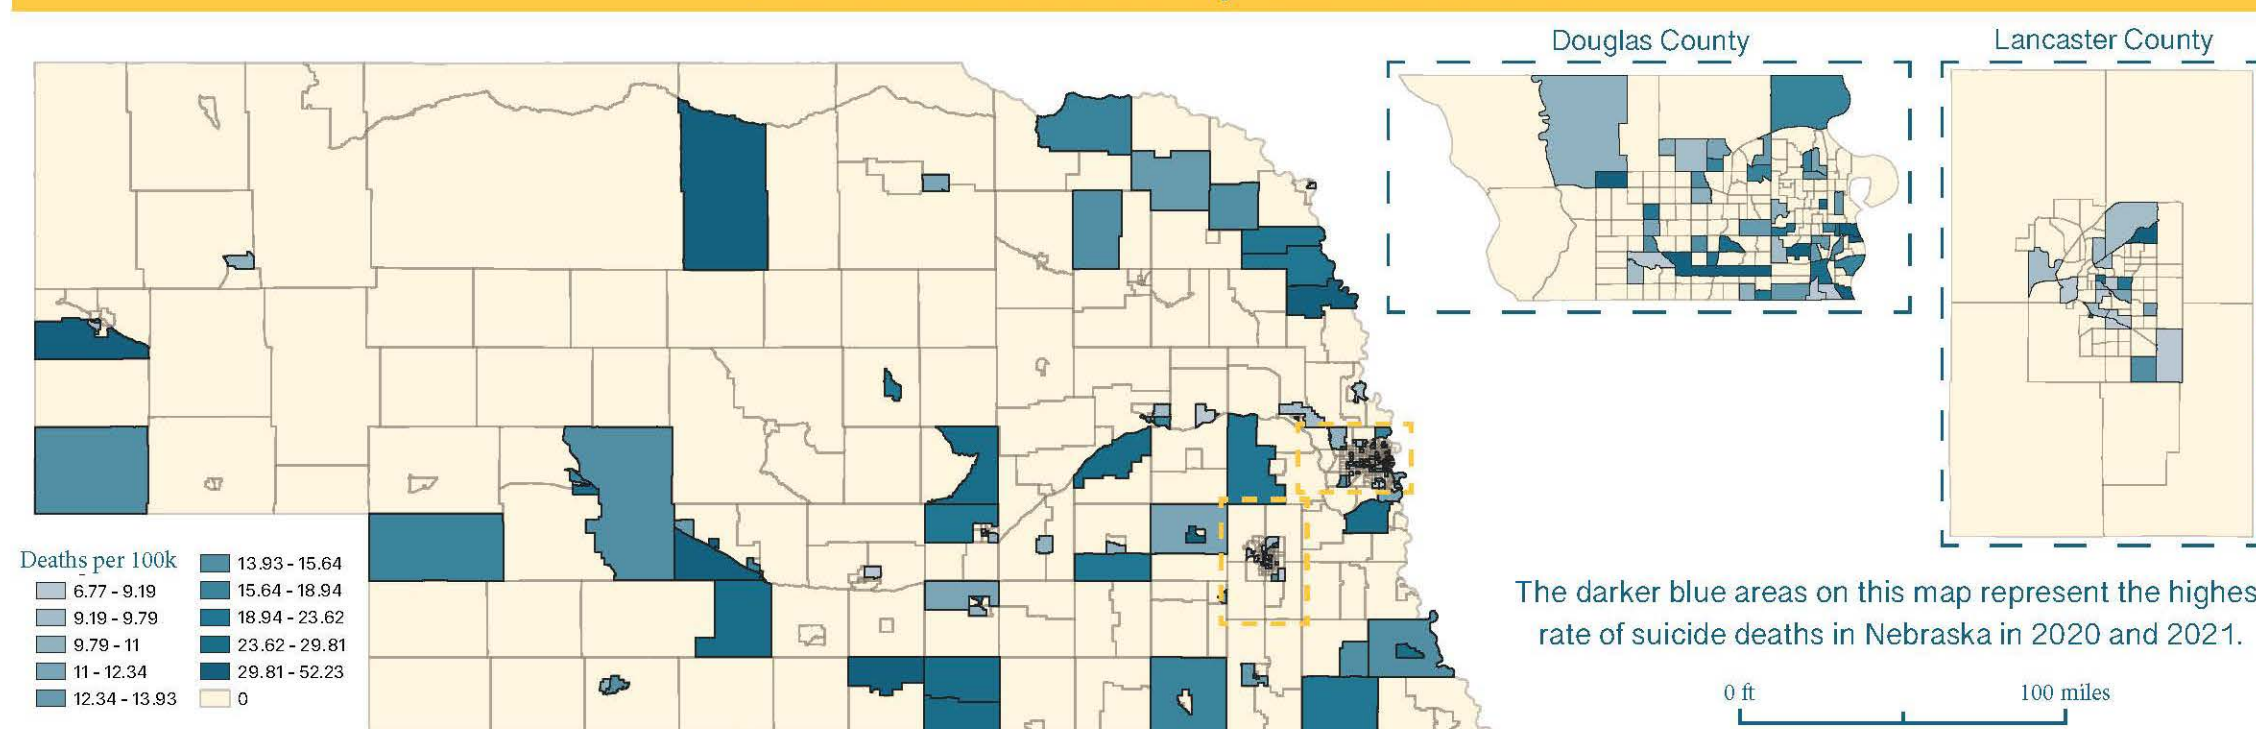 Douglas County
Lancaster County
Deaths per 100k
6.77 - 9.19
9.19 - 9.79
9.79 - 11
11 - 12.34
12.34 - 13.93
13.93 - 15.64
15.64 - 18.94
18.94 - 23.62
23.62 - 29.81
29.81 - 52.23
0
The darker blue areas on this map represent the highes
rate of suicide deaths in Nebraska in 2020 and 2021.
0 ft
100 miles